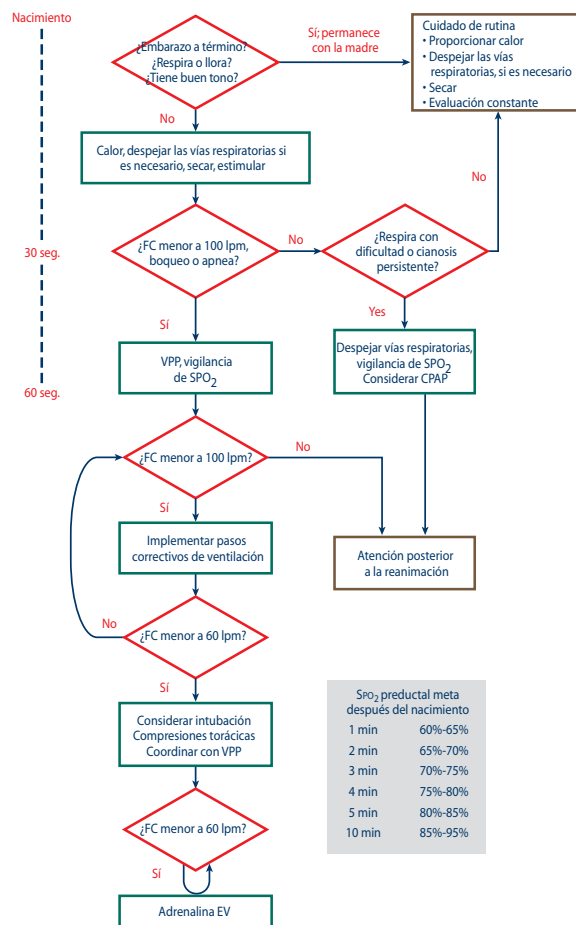 Nacimiento
¿Embarazo a término?
¿Respira o llora?
¿Tiene buen tono?
Sí; permanece
con la madre
Cuidado de rutina
• Proporcionar calor
• Despejar las vías
respiratorias, si es necesario
• Secar
• Evaluación constante
No
Calor, despejar las vías respiratorias si
es necesario, secar, estimular
No
30 seg.
¿FC menor a 100 lpm,
boqueo o apnea?
No
¿Respira con
dificultad o cianosis
persistente?
Sí
Yes
VPP, vigilancia
de SPO2
Despejar vías respiratorias,
vigilancia de SPO2
Considerar CPAP
60 seg.
¿FC menor a 100 lpm?
No
Sí
Implementar pasos
correctivos de ventilación
Atención posterior
a la reanimación
No
¿FC menor a 60 lpm?
Sí
Considerar intubación
Compresiones torácicas
Coordinar con VPP
SPO2 preductal meta
después del nacimiento
1 min 60%-65%
2 min 65%-70%
3 min 70%-75%
4 min 75%-80%
5 min 80%-85%
10 min 85%-95%
¿FC menor a 60 lpm?
Sí
Adrenalina EV